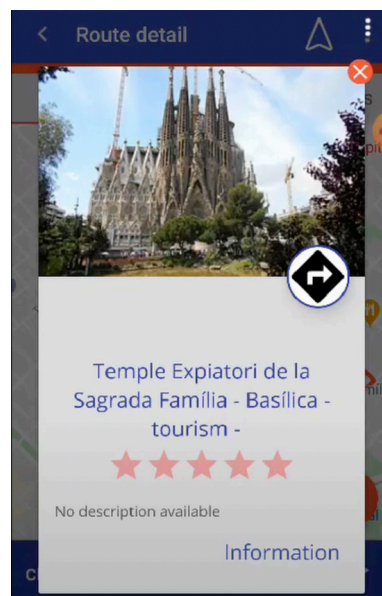 Route detail
Temple Expiatori de la
Sagrada Família - Basílica -
tourism -
No description available
Information